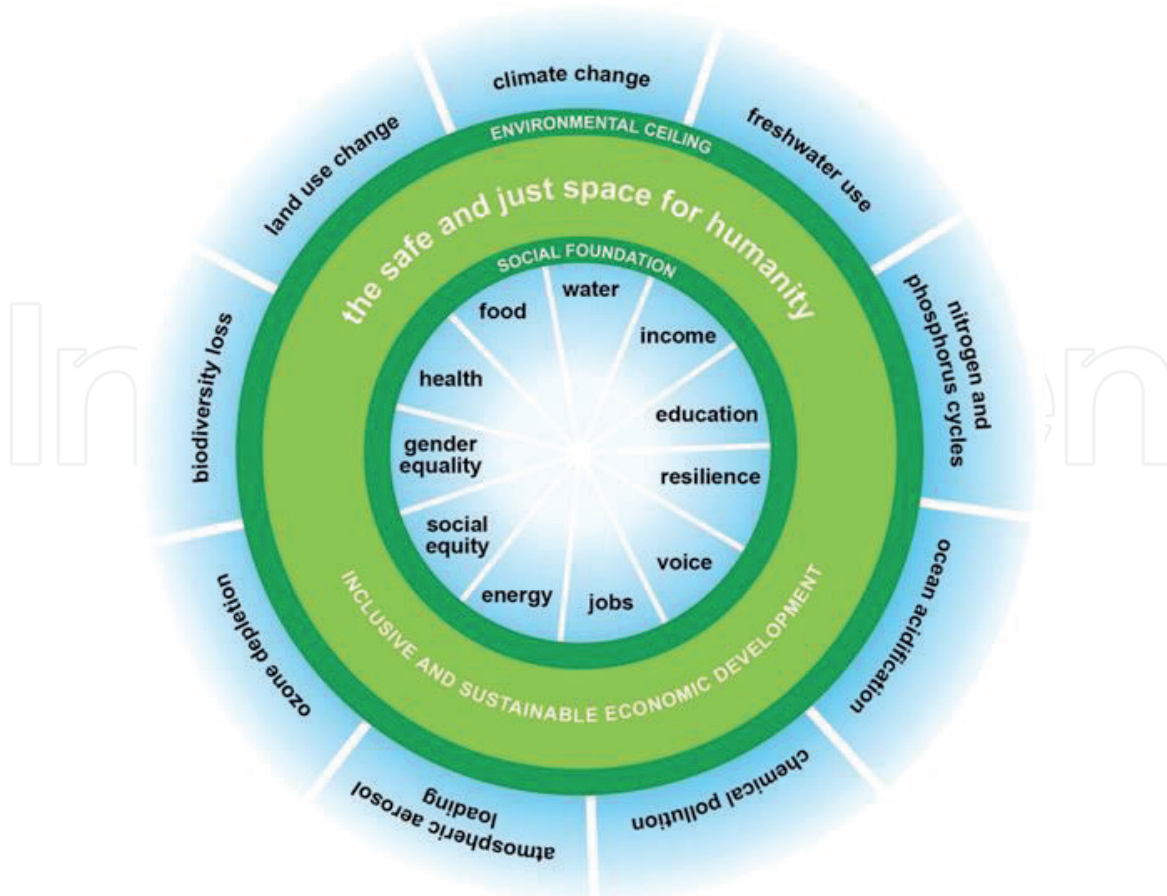 climate change
freshwater use
nitrogen and
phosphorus cycles
ocean acidification
chemical pollution
atmospheric aerosol
loading
ozone depletion
biodiversity loss
land use change
ENVIRONMENTAL CEILING
the safe and just space for humanity
SOCIAL FOUNDATION
water
income
education
resilience
voice
jobs
energy
social
equity
gender
equality
health
food
INCLUSIVE AND SUSTAINABLE ECONOMIC DEVELOPMENT